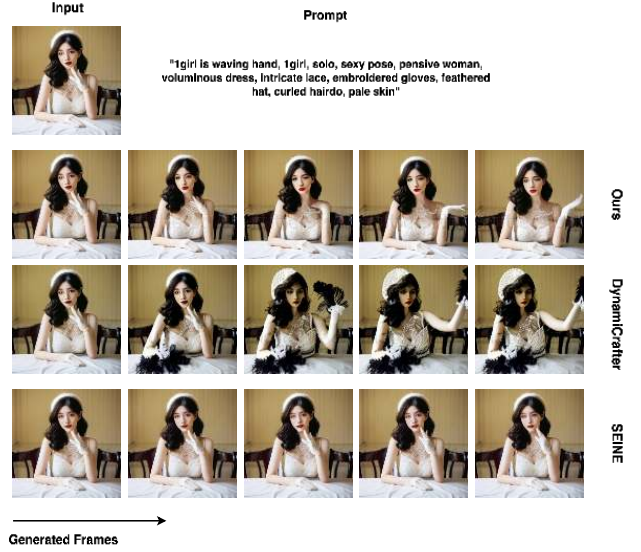 Input
Prompt
"1girl is waving hand, 1girl, solo, sexy pose, pensive woman,
voluminous dress, intricate lace, embroidered gloves, feathered
hat, curled hairdo, pale skin"
Ours
DynamiCrafter
SEINE
Generated Frames